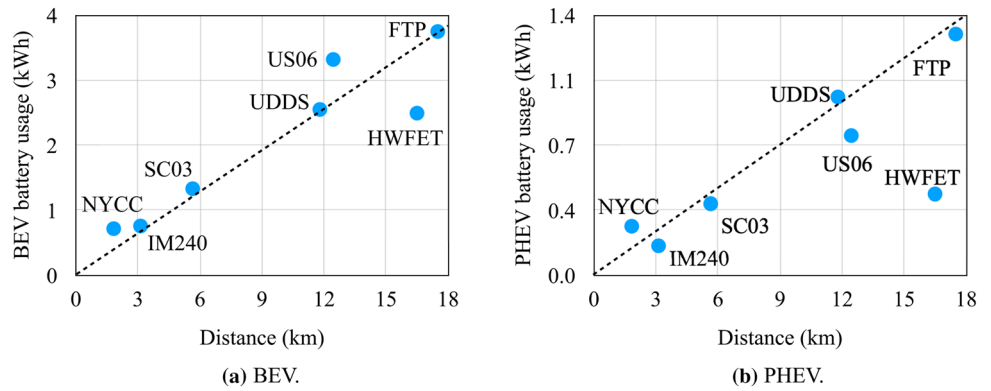 BEV battery usage (kWh)
4
3
2
1
0
FTP
US06
UDDS
HWFET
SC03
NYCC
IM240
0 3 6 9 12 15 18
Distance (km)
(a) BEV.
PHEV battery usage (kWh)
1.4
1.1
0.7
0.4
0.0
FTP
UDDS
US06
HWFET
NYCC
SC03
IM240
0 3 6 9 12 15 18
Distance (km)
(b) PHEV.